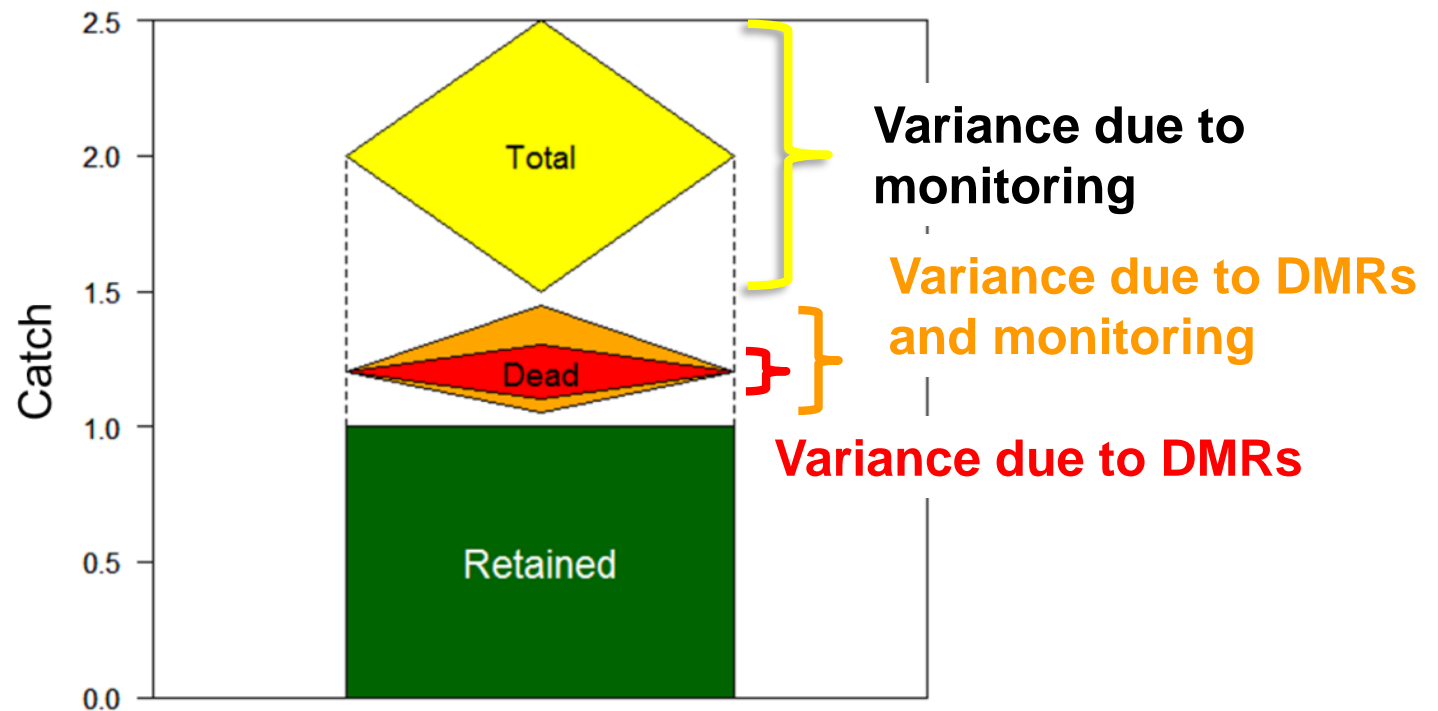 2.5
2.0
1.5
1.0
0.5
0.0
Catch
Total
Dead
Retained
Variance due to
monitoring
Variance due to DMRs
and monitoring
Variance due to DMRs